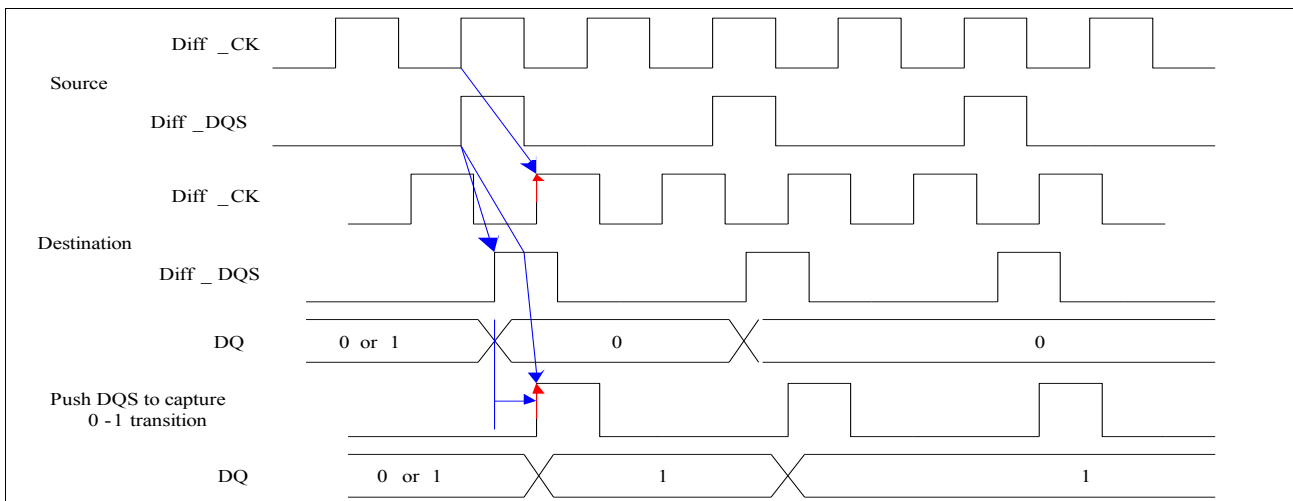 Diff _CK
Source
Diff _DQS
Diff _CK
Destination
Diff _ DQS
DQ 0 or 1 0 0
Push DQS to capture
0 -1 transition
DQ 0 or 1 1 1